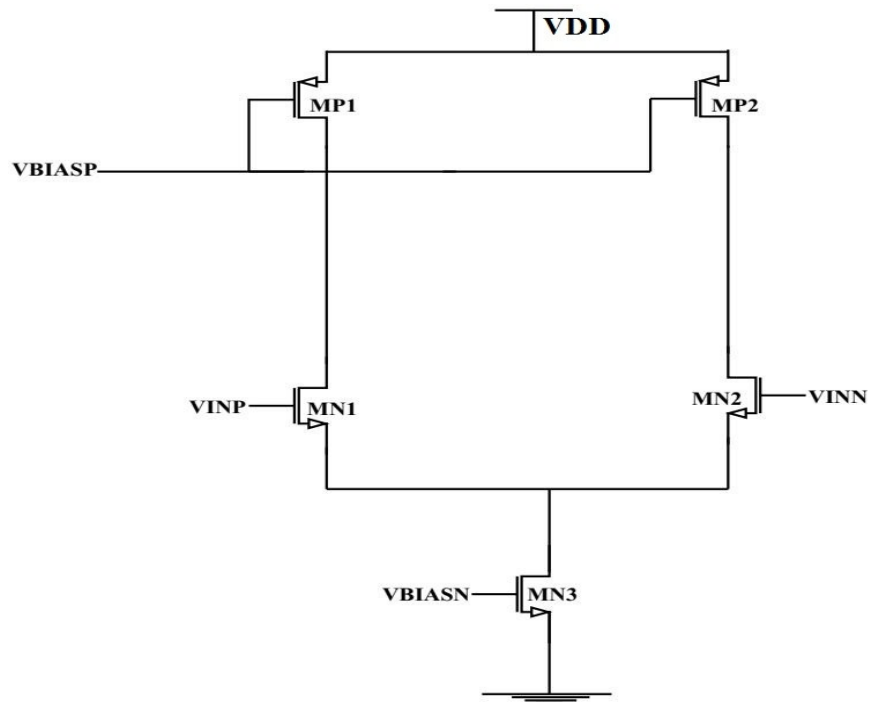 VDD
MP1
MP2
VBIASP
VINP
MN1
MN2
VINN
VBIASN
MN3